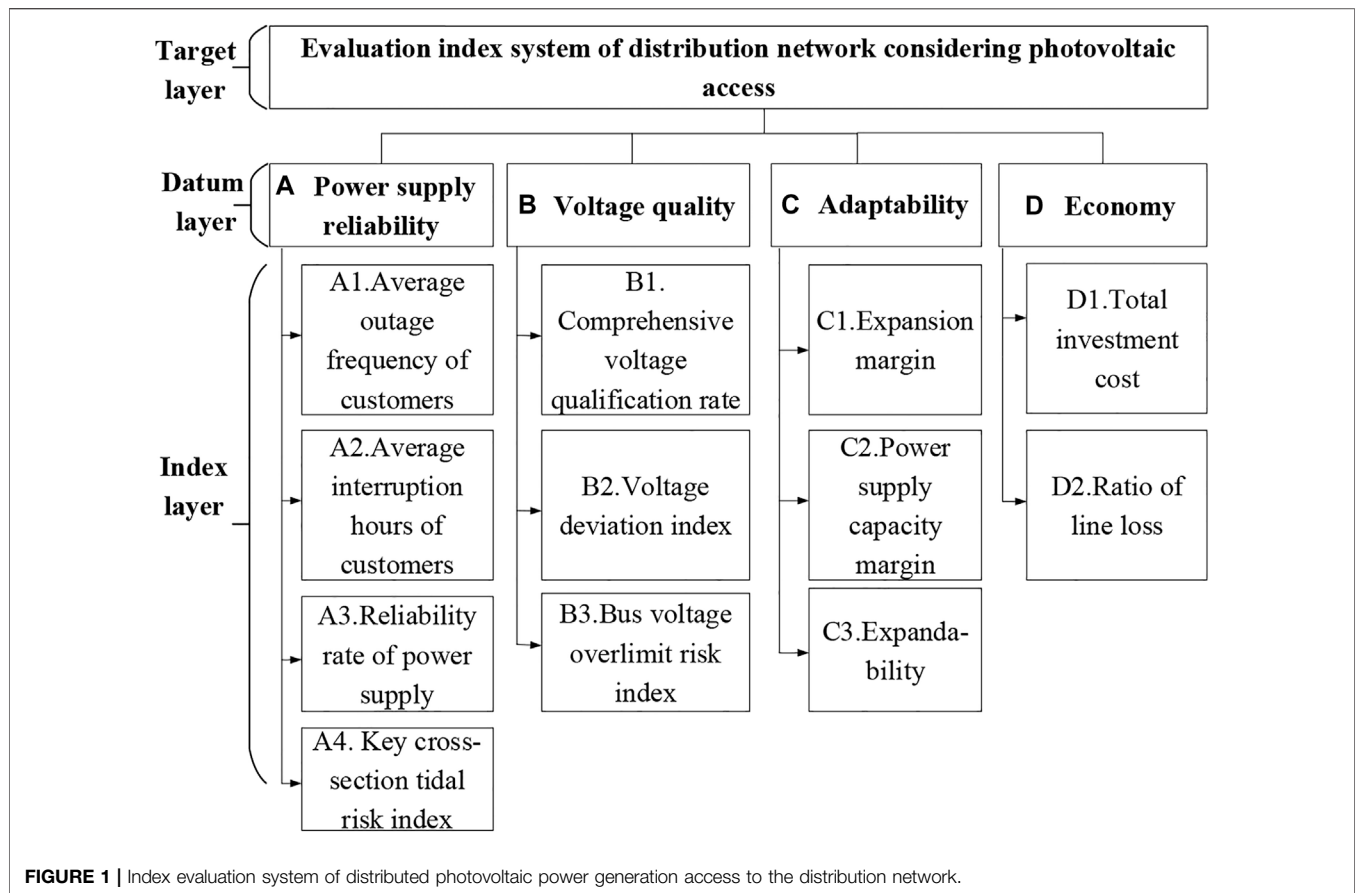 Target
layer
Evaluation index system of distribution network considering photovoltaic
access
Datum
layer
A Power supply
reliability
B Voltage quality
C Adaptability
D Economy
Index
layer
A1.Average
outage
frequency of
customers
A2.Average
interruption
hours of
customers
A3.Reliability
rate of power
supply
A4. Key cross-
section tidal
risk index
B1.
Comprehensive
voltage
qualification rate
B2.Voltage
deviation index
B3.Bus voltage
overlimit risk
index
C1.Expansion
margin
C2.Power
supply
capacity
margin
C3.Expanda-
bility
D1.Total
investment
cost
D2.Ratio of
line loss
FIGURE 1 | Index evaluation system of distributed photovoltaic power generation access to the distribution network.